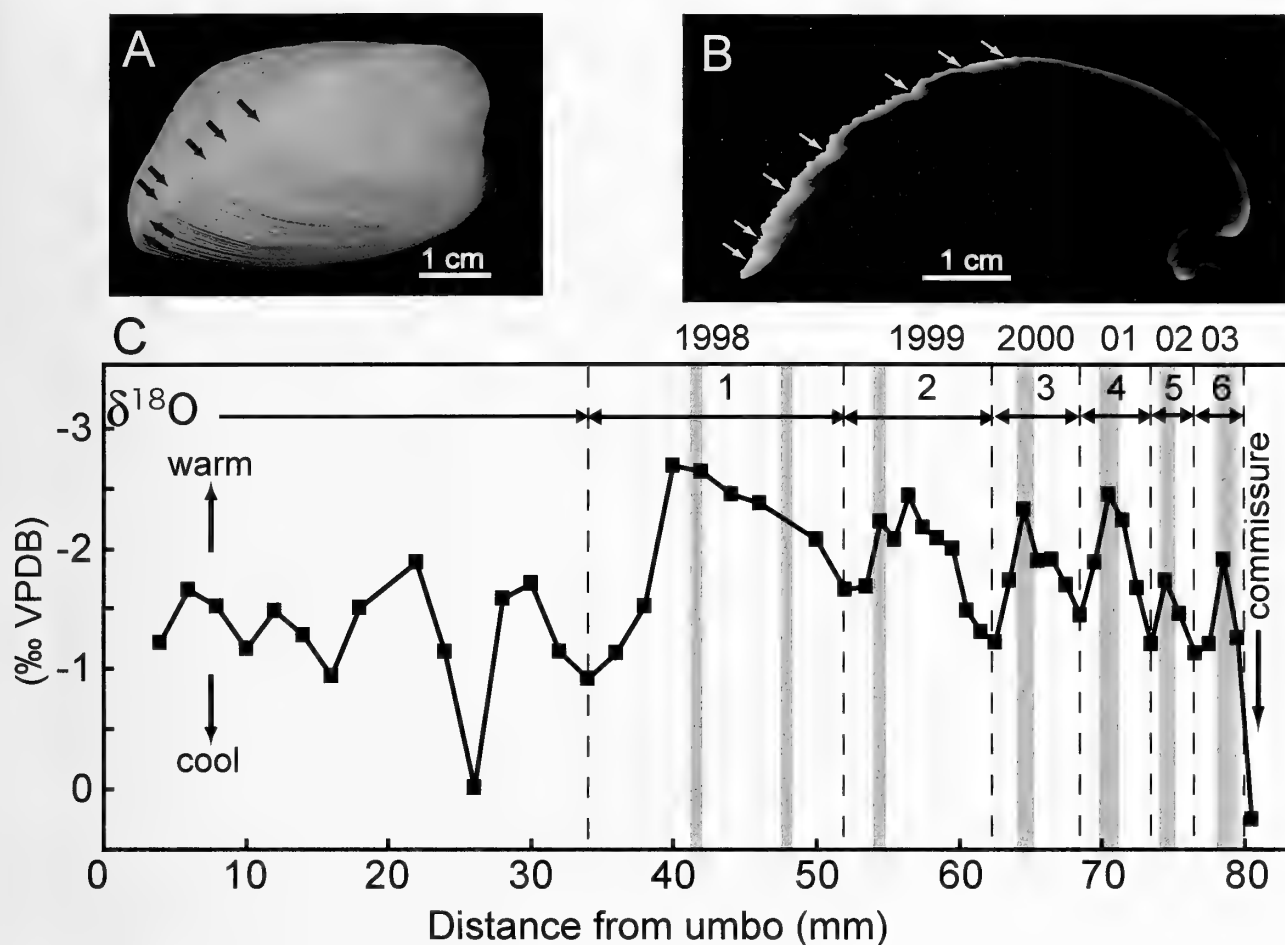 A
1 cm
B
1 cm
C
1998 1999 2000 01 02 03
1 2 3 4 5 6
δ18O
-3
warm
-2
(‰ VPDB)
-1
cool
0
commissure
0 10 20 30 40 50 60 70 80
Distance from umbo (mm)